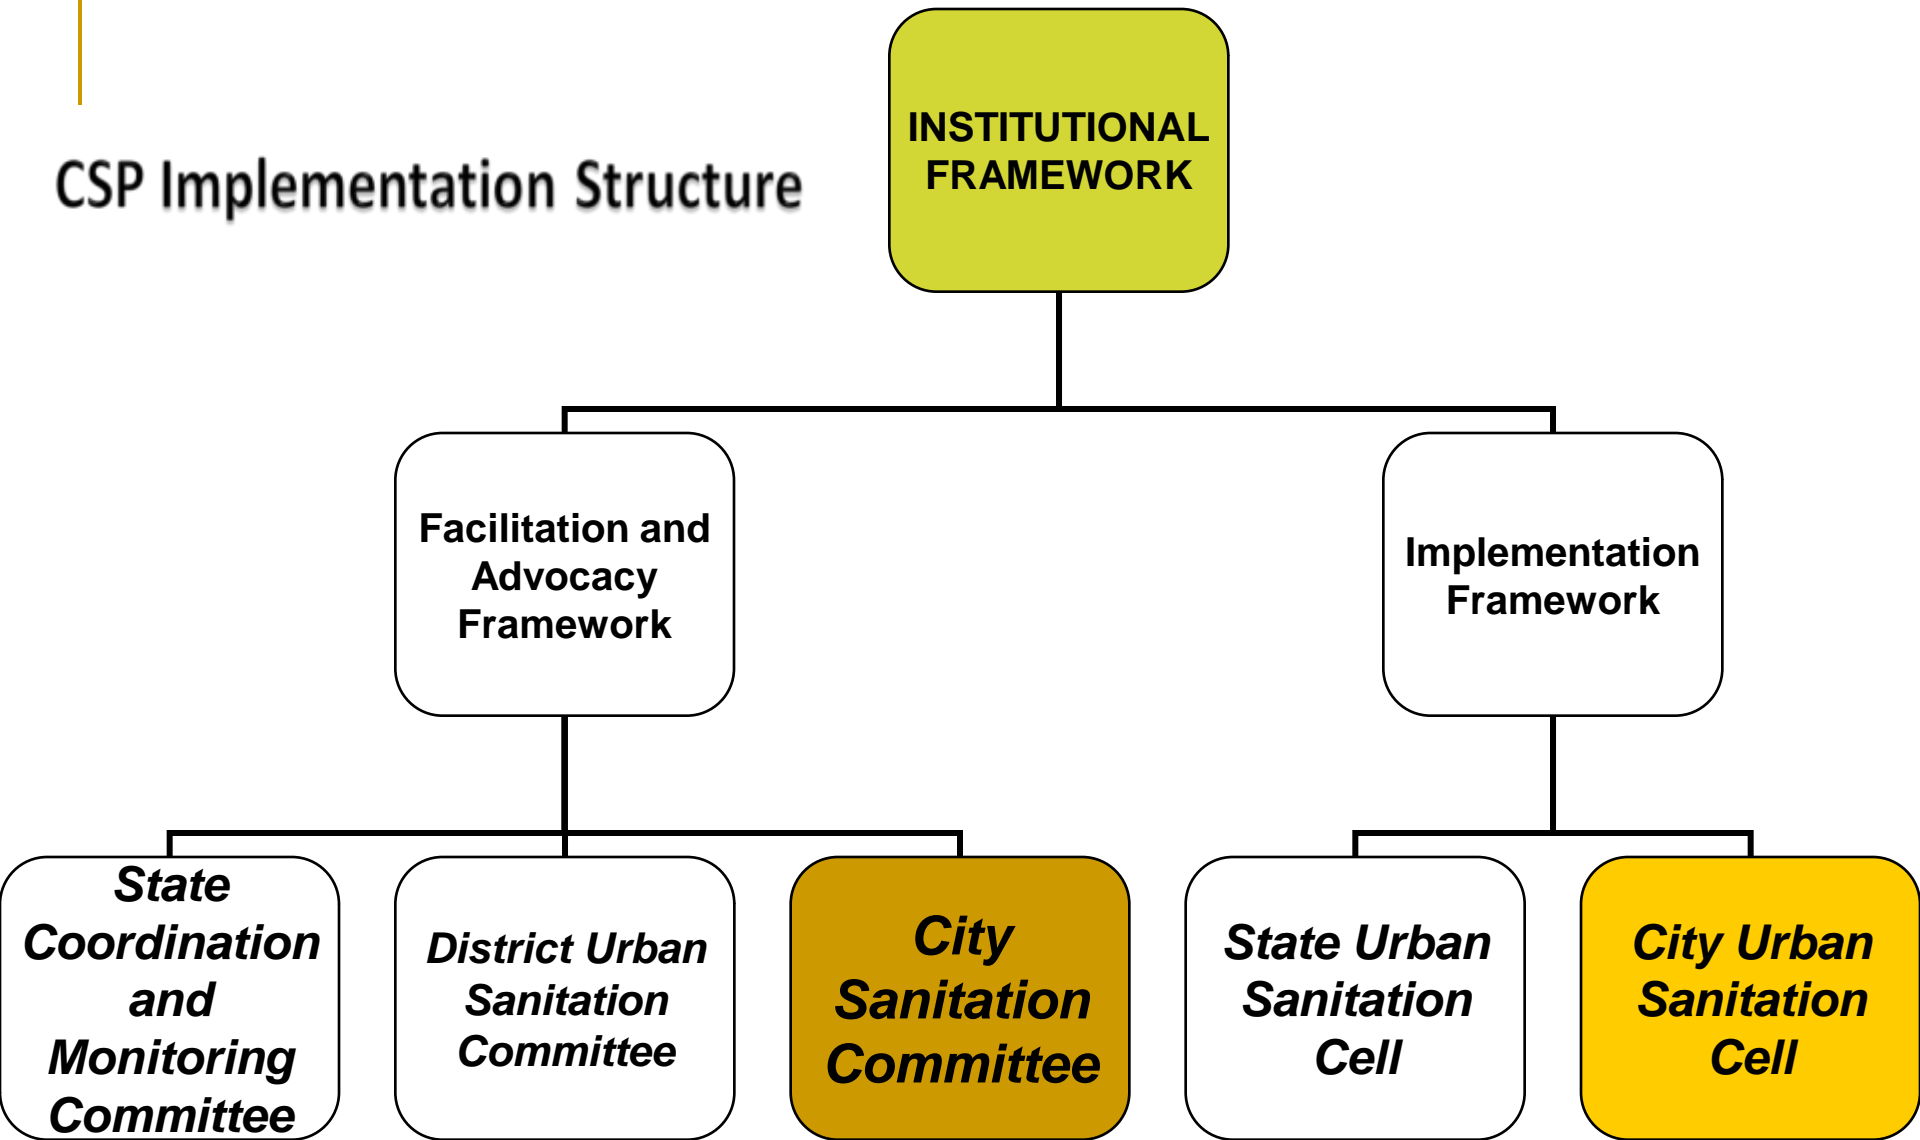 CSP Implementation Structure
INSTITUTIONAL
FRAMEWORK
Facilitation and
Advocacy
Framework
Implementation
Framework
State
Coordination
and
Monitoring
Committee
District Urban
Sanitation
Committee
City
Sanitation
Committee
State Urban
Sanitation
Cell
City Urban
Sanitation
Cell